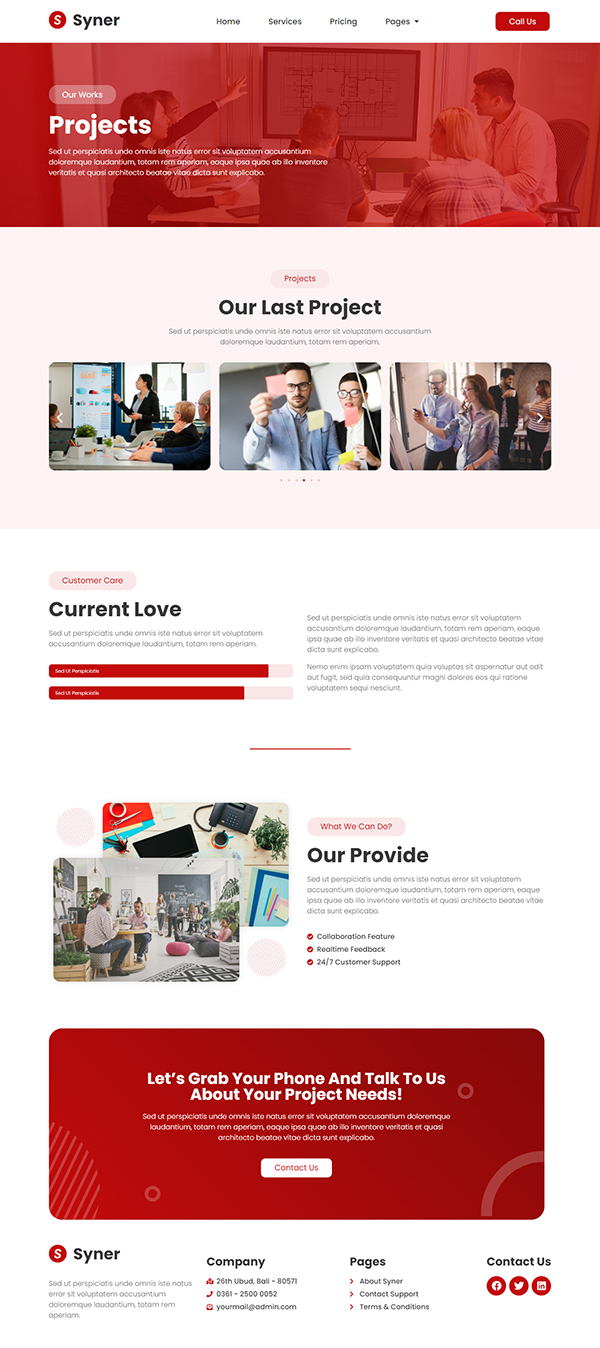 Syner
Home
Services
Pricing
Pages
Call Us
Our Works
Projects
Sed ut perspiciatis unde omnis iste natus error sit voluptatem accusantium
doloremque laudantium, totam rem aperiam, eaque ipsa quae ab illo inventore
veritatis et quasi architecto beatae vitae dicta sunt explicabo.
Projects
Our Last Project
Sed ut perspiciatis unde omnis iste natus error sit voluptatem accusantium
doloremque laudantium, totam rem aperiam.
Customer Care
Current Love
Sed ut perspiciatis unde omnis iste natus error sit voluptatem
accusantium doloremque laudantium, totam rem aperiam.
Sed Ut Perspiciatis
Sed Ut Perspiciatis
Sed ut perspiciatis unde omnis iste natus error sit voluptatem
accusantium doloremque laudantium, totam rem aperiam, eaque
ipsa quae ab illo inventore veritatis et quasi architecto beatae vitae
dicta sunt explicabo.
Nemo enim ipsam voluptatem quia voluptas sit aspernatur aut odit
aut fugit, sed quia consequuntur magni dolores eos qui ratione
voluptatem sequi nesciunt.
What We Can Do?
Our Provide
Sed ut perspiciatis unde omnis iste natus error sit voluptatem
accusantium doloremque laudantium, totam rem aperiam, eaque
ipsa quae ab illo inventore veritatis et quasi architecto beatae vitae
dicta sunt explicabo.
Collaboration Feature
Realtime Feedback
24/7 Customer Support
Let's Grab Your Phone And Talk To Us
About Your Project Needs!
Sed ut perspiciatis unde omnis iste natus error sit voluptatem accusantium doloremque
laudantium, totam rem aperiam, eaque ipsa quae ab illo inventore veritatis et quasi
architecto beatae vitae dicta sunt explicabo.
Contact Us
Syner
Sed ut perspiciatis unde omnis iste natus error sit voluptatem
accusantium doloremque laudantium, totam rem
aperiam.
Company
26th Ubud, Bali - 80571
0361 - 2500 0052
yourmail@admin.com
Pages
About Syner
Contact Support
Terms & Conditions
Contact Us